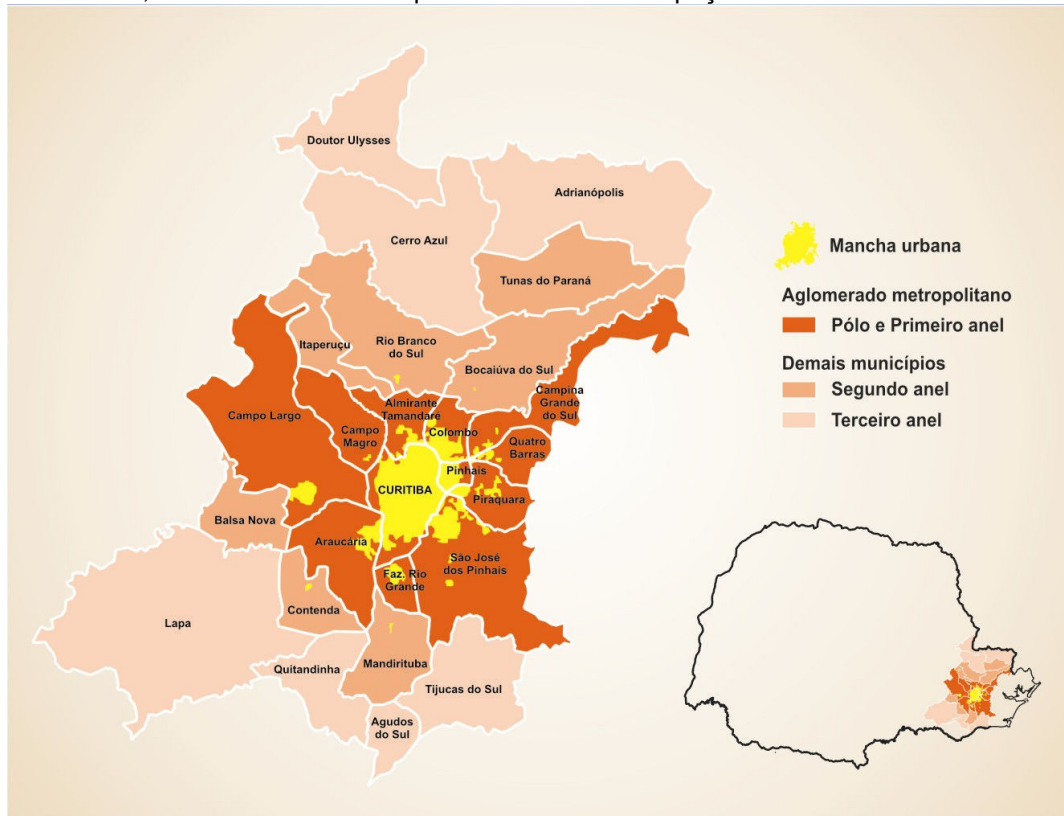 Doutor Ulysses
Adrianópolis
Cerro Azul
Tunas do Paraná
Mancha urbana
Aglomerado metropolitano
Pólo e Primeiro anel
Demais municípios
Segundo anel
Terceiro anel
Itaperuçu
Rio Branco
do Sul
Bocaiúva do Sul
Campo Largo
Almirante
Tamandaré
Campina
Grande
do Sul
Campo
Magro
Colombo
Quatro
Barras
Pinhais
CURITIBA
Piraquara
Balsa Nova
Araucária
São José
dos Pinhais
Faz. Rio
Grande
Contenda
Lapa
Quitandinha
Mandirituba
Tijucas do Sul
Agudos
do Sul